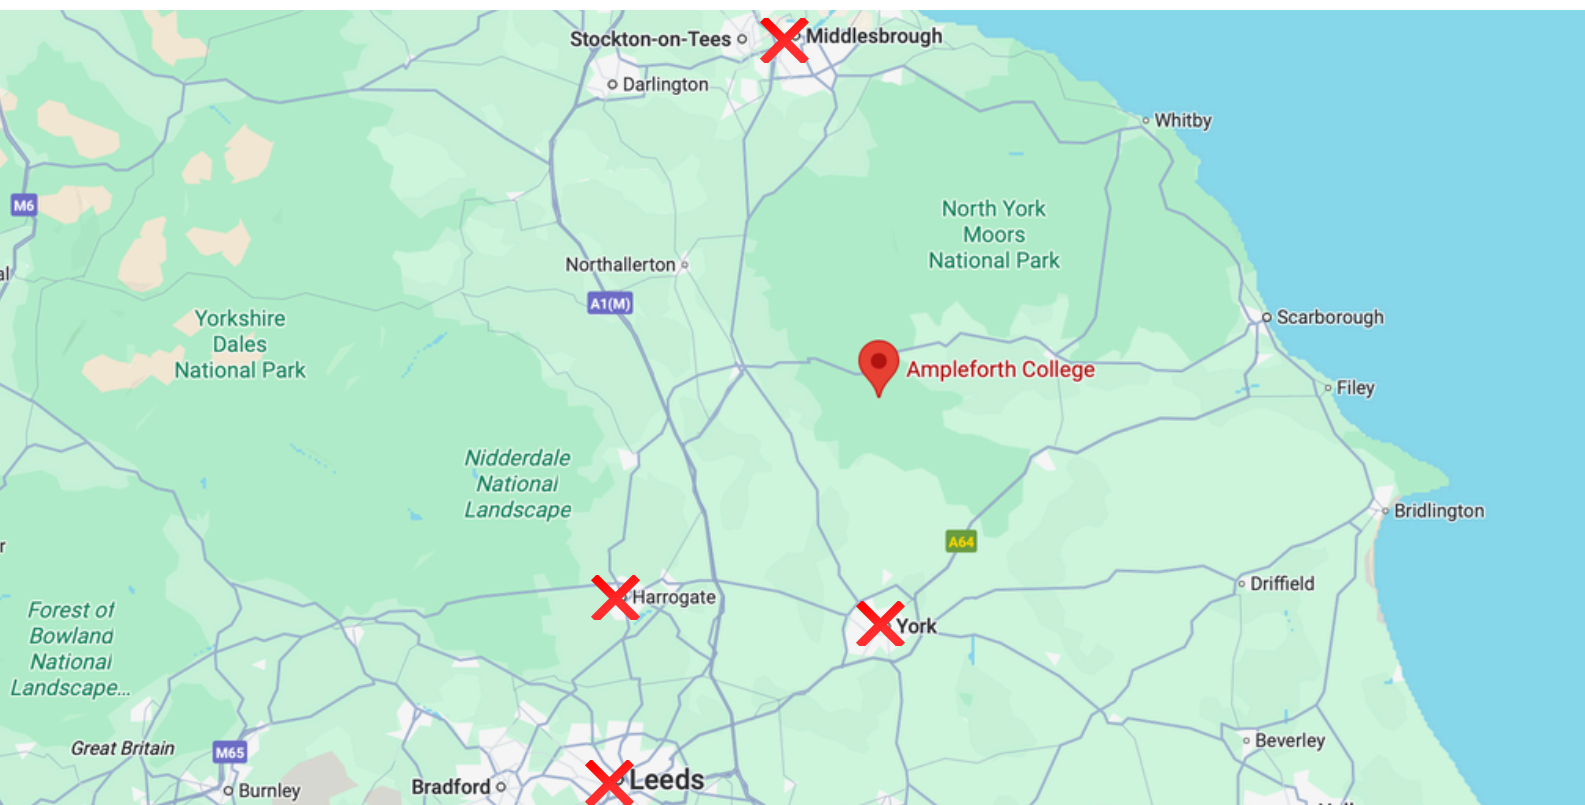 Stockton-on-Tees
Middlesbrough
Darlington
Whitby
M6
North York
Moors
National Park
Northallerton
A1(M)
Yorkshire
Dales
National Park
Scarborough
Ampleforth College
Filey
Nidderdale
National
Landscape
Bridlington
A64
Driffield
Harrogate
Forest of
Bowland
National
Landscape...
York
Great Britain
M65
Beverley
Leeds
Bradford
Burnley